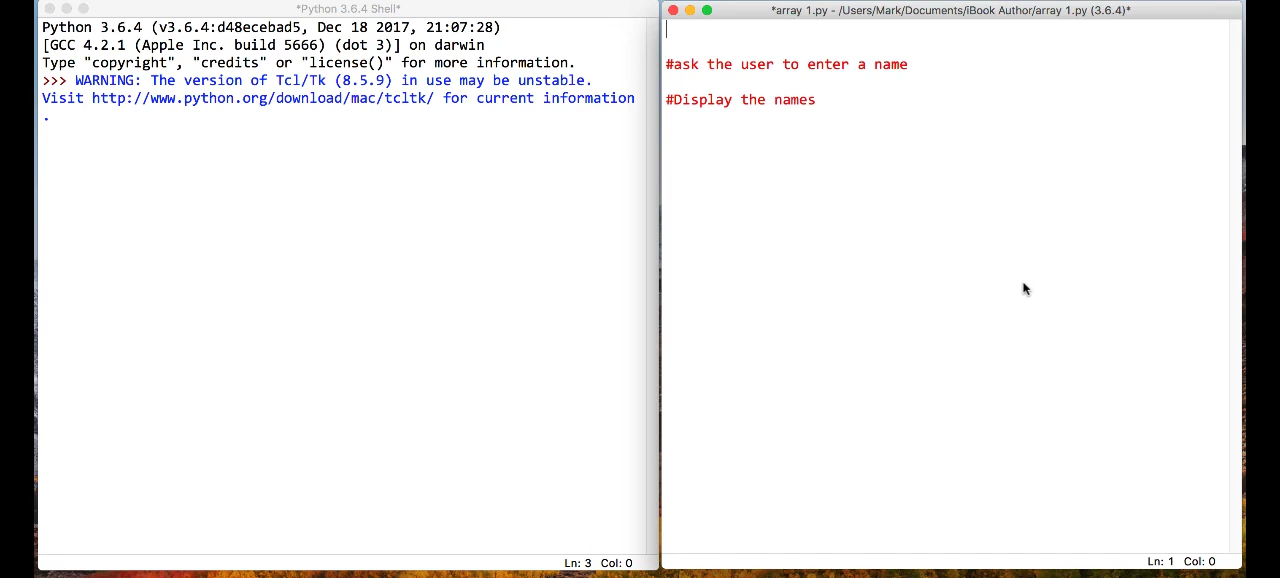 *Python 3.6.4 Shell*
Python 3.6.4 (v3.6.4:d48ecebad5, Dec 18 2017, 21:07:28)
[GCC 4.2.1 (Apple Inc. build 5666) (dot 3)] on darwin
Type "copyright", "credits" or "license()" for more information.
>>> WARNING: The version of Tcl/Tk (8.5.9) in use may be unstable.
Visit http://www.python.org/download/mac/tcltk/ for current information
.
Ln: 3 Col: 0
*array 1.py - /Users/Mark/Documents/iBook Author/array 1.py (3.6.4)*
#ask the user to enter a name
#Display the names
Ln: 1 Col: 0